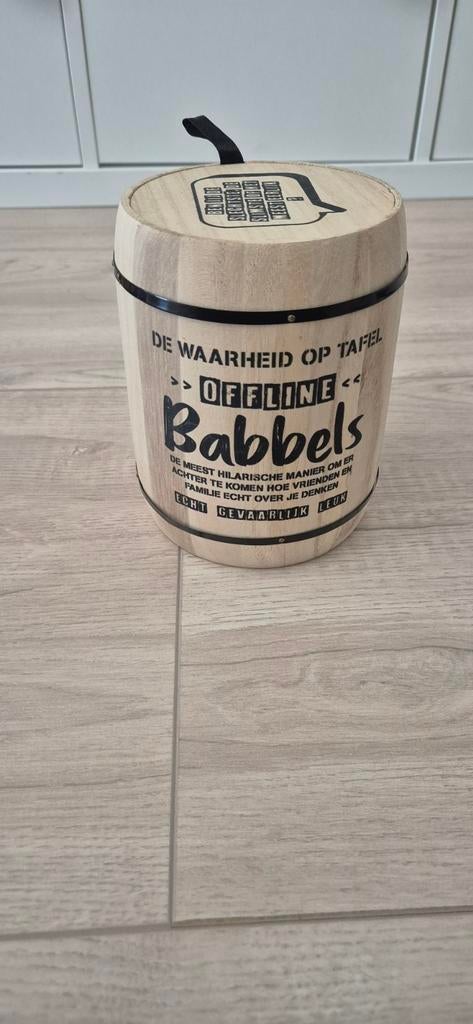 DE WAARHEID OP TAFEL
>> OFFLINE <<
Babbels
DE MEEST HILARISCHE MANIER OM ER
ACHTER TE KOMEN HOE VRIENDEN EN
FAMILIE ECHT OVER JE DENKEN
ECHT GEVAARLIJK LEUK